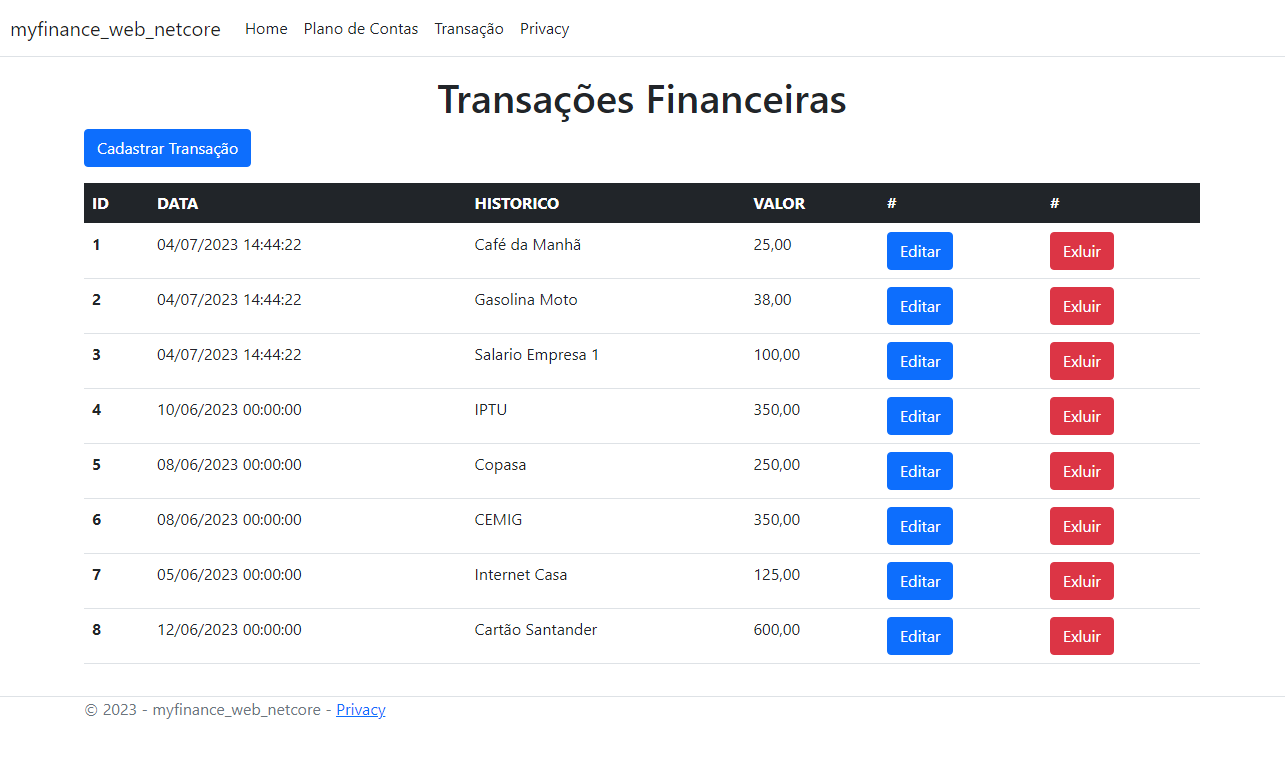 myfinance_web_netcore Home Plano de Contas Transação Privacy
Transações Financeiras
Cadastrar Transação
ID DATA HISTORICO VALOR # #
1 04/07/2023 14:44:22 Café da Manhã 25,00 Editar Exluir
2 04/07/2023 14:44:22 Gasolina Moto 38,00 Editar Exluir
3 04/07/2023 14:44:22 Salario Empresa 1 100,00 Editar Exluir
4 10/06/2023 00:00:00 IPTU 350,00 Editar Exluir
5 08/06/2023 00:00:00 Copasa 250,00 Editar Exluir
6 08/06/2023 00:00:00 CEMIG 350,00 Editar Exluir
7 05/06/2023 00:00:00 Internet Casa 125,00 Editar Exluir
8 12/06/2023 00:00:00 Cartão Santander 600,00 Editar Exluir
© 2023 - myfinance_web_netcore - Privacy